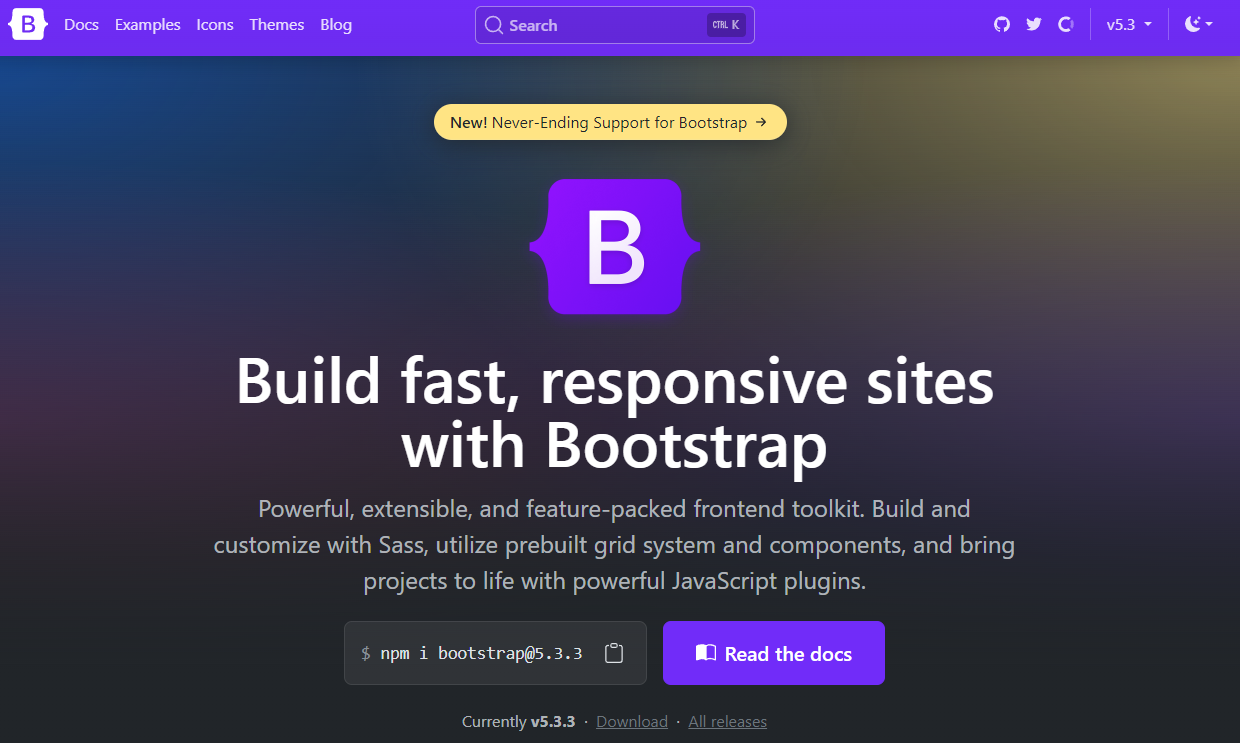 B Docs Examples Icons Themes Blog Search CTRL K v5.3
New! Never-Ending Support for Bootstrap →
B
Build fast, responsive sites
with Bootstrap
Powerful, extensible, and feature-packed frontend toolkit. Build and
customize with Sass, utilize prebuilt grid system and components, and bring
projects to life with powerful JavaScript plugins.
$ npm i bootstrap@5.3.3 Read the docs
Currently v5.3.3 · Download · All releases